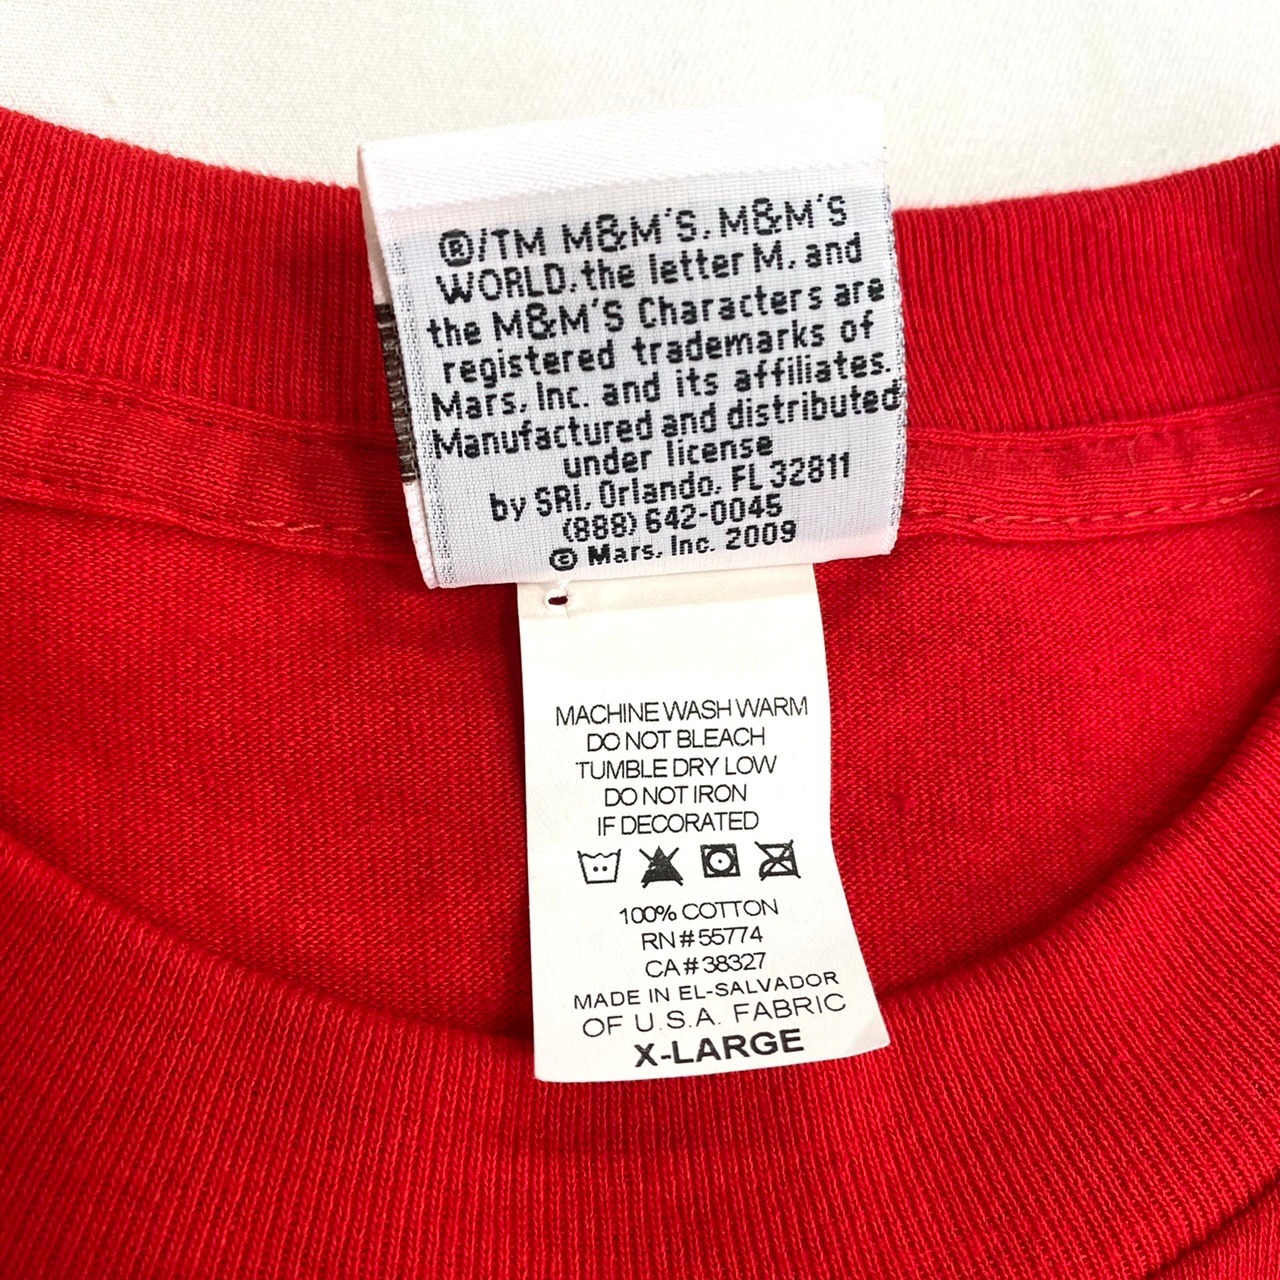 ®/TM M&M'S, M&M'S
WORLD, the letter M, and
the M&M'S Characters are
registered trademarks of
Mars, Inc. and its affiliates.
Manufactured and distributed
under license
by SRI, Orlando, FL 32811
(888) 642-0045
© Mars, Inc. 2009
MACHINE WASH WARM
DO NOT BLEACH
TUMBLE DRY LOW
DO NOT IRON
IF DECORATED
100% COTTON
RN # 55774
CA # 38327
MADE IN EL-SALVADOR
OF U.S.A. FABRIC
X-LARGE